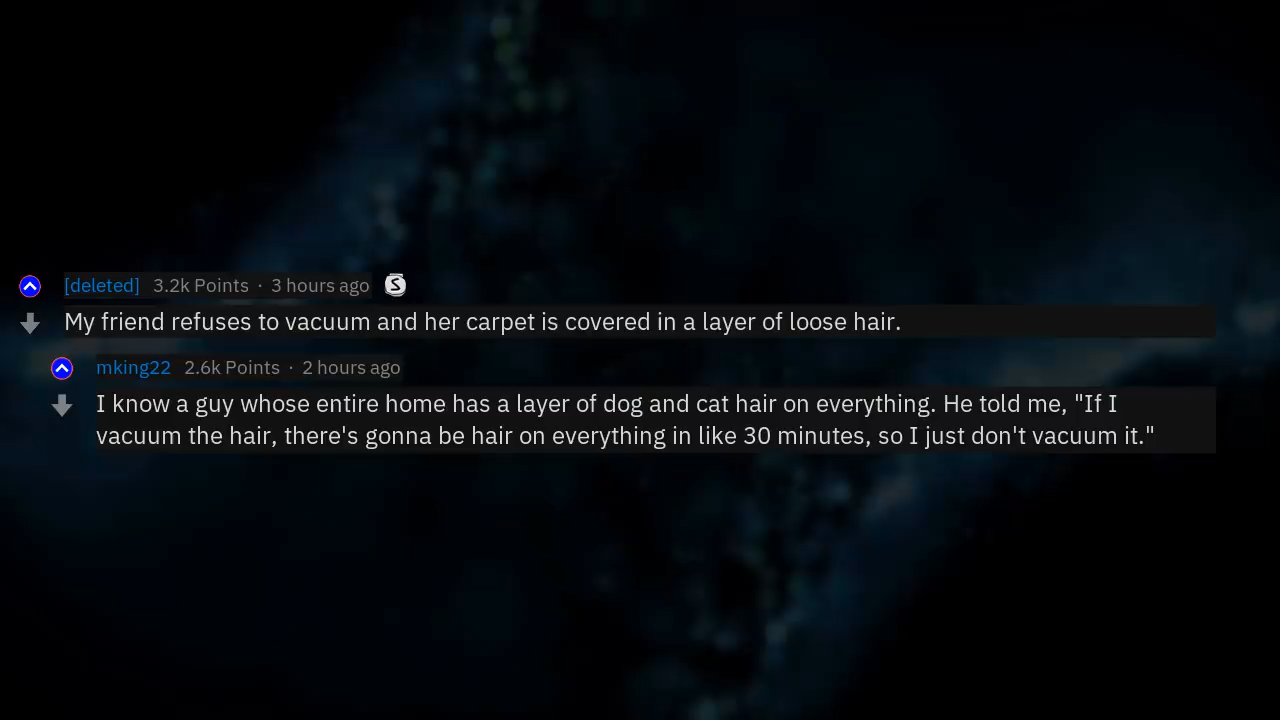 [deleted] 3.2k Points · 3 hours ago S
My friend refuses to vacuum and her carpet is covered in a layer of loose hair.
mking22 2.6k Points · 2 hours ago
I know a guy whose entire home has a layer of dog and cat hair on everything. He told me, "If I
vacuum the hair, there's gonna be hair on everything in like 30 minutes, so I just don't vacuum it."